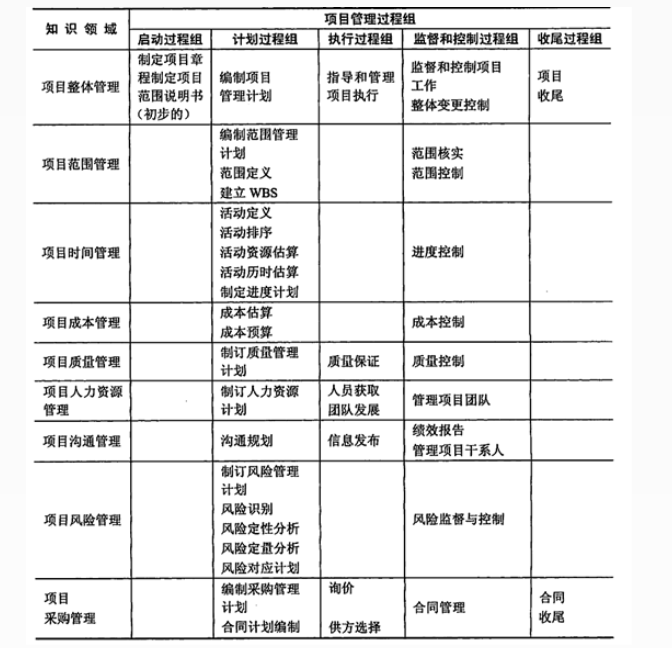 知识领域
项目管理过程组
启动过程组 计划过程组 执行过程组 监督和控制过程组 收尾过程组
项目整体管理
制定项目章
程制定项目
范围说明书
（初步的）
编制项目
管理计划
指导和管理
项目执行
监督和控制项目
工作
整体变更控制
项目
收尾
项目范围管理
编制范围管理
计划
范围定义
建立 WBS
范围核实
范围控制
项目时间管理
活动定义
活动排序
活动资源估算
活动历时估算
制定进度计划
进度控制
项目成本管理
成本估算
成本预算
成本控制
项目质量管理
制订质量管理
计划
质量保证
质量控制
项目人力资源
管理
制订人力资源
计划
人员获取
团队发展
管理项目团队
项目沟通管理
沟通规划
信息发布
绩效报告
管理项目干系人
项目风险管理
制订风险管理
计划
风险识别
风险定性分析
风险定量分析
风险对应计划
风险监督与控制
项目
采购管理
编制采购管理
计划
合同计划编制
询价
供方选择
合同管理
合同
收尾